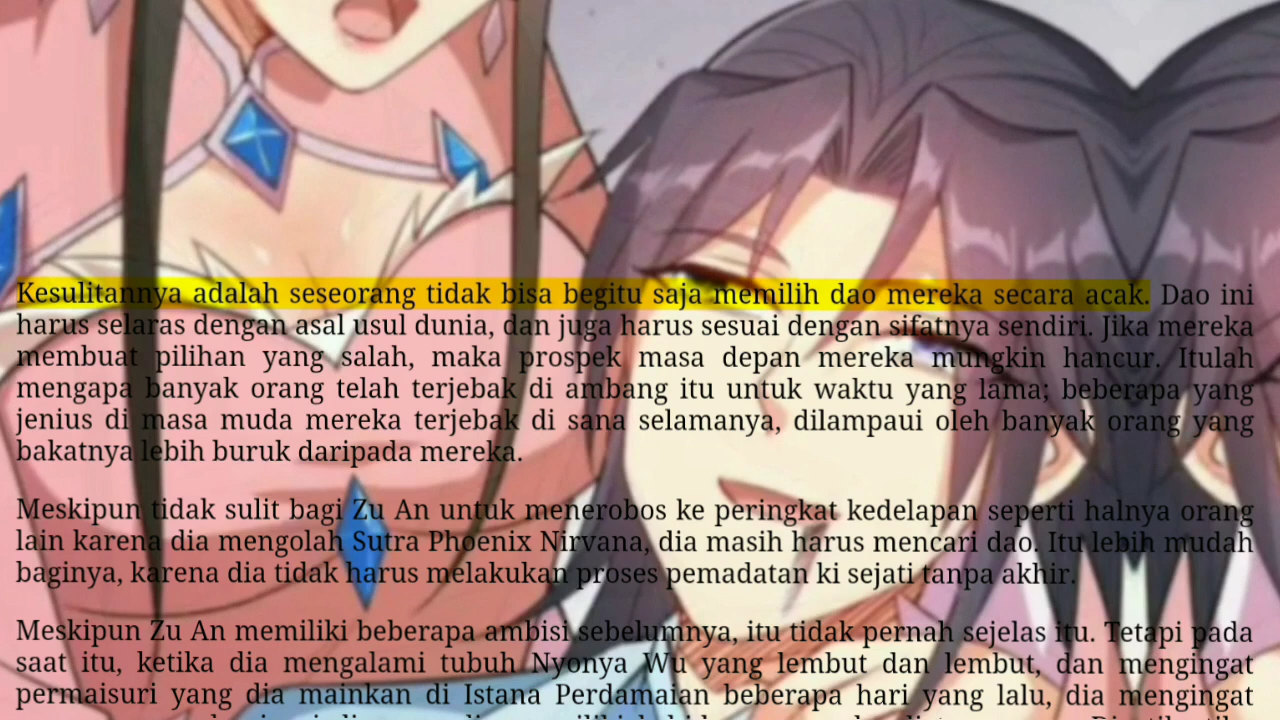 Kesulitannya adalah seseorang tidak bisa begitu saja memilih dao mereka secara acak. Dao ini
harus selaras dengan asal usul dunia, dan juga harus sesuai dengan sifatnya sendiri. Jika mereka
membuat pilihan yang salah, maka prospek masa depan mereka mungkin hancur. Itulah
mengapa banyak orang telah terjebak di ambang itu untuk waktu yang lama; beberapa yang
jenius di masa muda mereka terjebak di sana selamanya, dilampaui oleh banyak orang yang
bakatnya lebih buruk daripada mereka.
Meskipun tidak sulit bagi Zu An untuk menerobos ke peringkat kedelapan seperti halnya orang
lain karena dia mengolah Sutra Phoenix Nirvana, dia masih harus mencari dao. Itu lebih mudah
baginya, karena dia tidak harus melakukan proses pemadatan ki sejati tanpa akhir.
Meskipun Zu An memiliki beberapa ambisi sebelumnya, itu tidak pernah sejelas itu. Tetapi pada
saat itu, ketika dia mengalami tubuh Nyonya Wu yang lembut dan lembut, dan mengingat
permaisuri yang dia mainkan di Istana Perdamaian beberapa hari yang lalu, dia mengingat